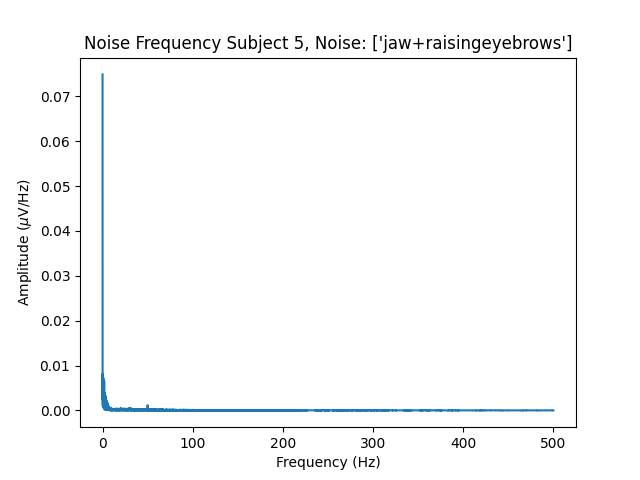 Noise Frequency Subject 5, Noise: ['jaw+raisingeyebrows']
Amplitude (μV/Hz)
0.07
0.06
0.05
0.04
0.03
0.02
0.01
0.00
0 100 200 300 400 500
Frequency (Hz)